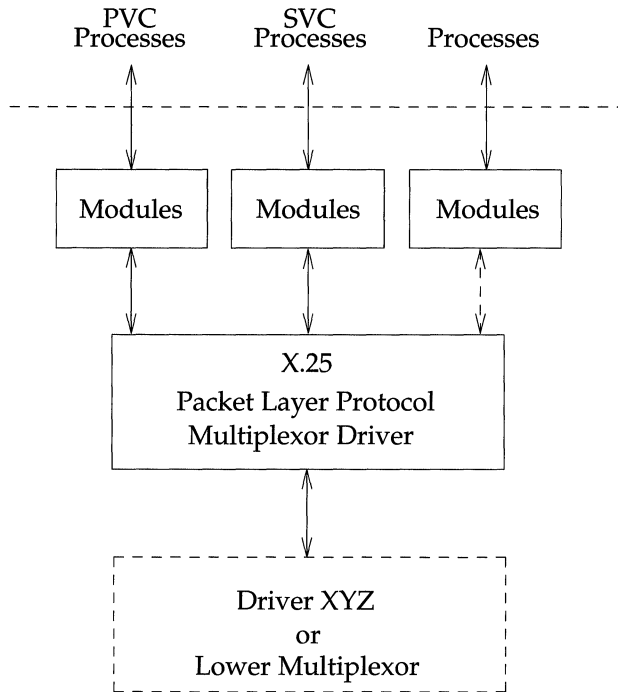 PVC
Processes
SVC
Processes
Processes
Modules
Modules
Modules
X.25
Packet Layer Protocol
Multiplexor Driver
Driver XYZ
or
Lower Multiplexor